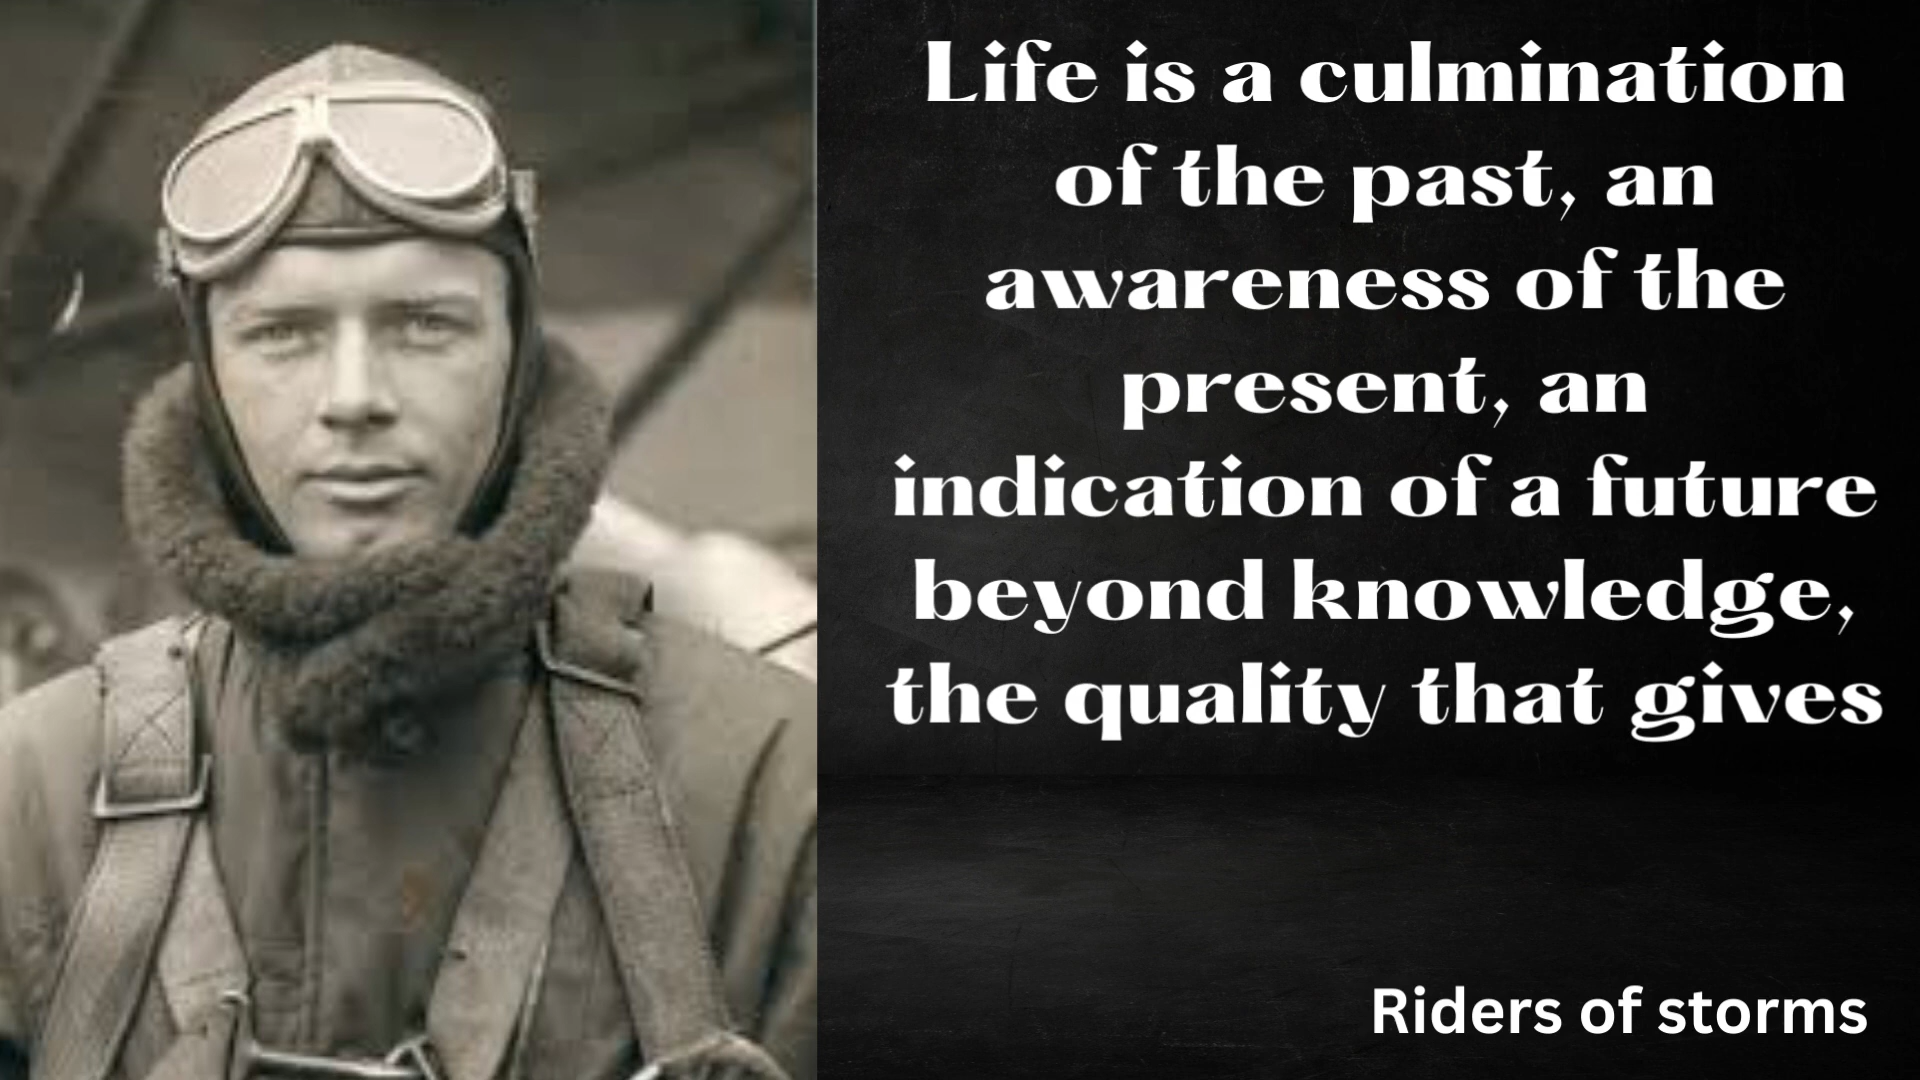 Life is a culmination
of the past, an
awareness of the
present, an
indication of a future
beyond knowledge,
the quality that gives
Riders of storms